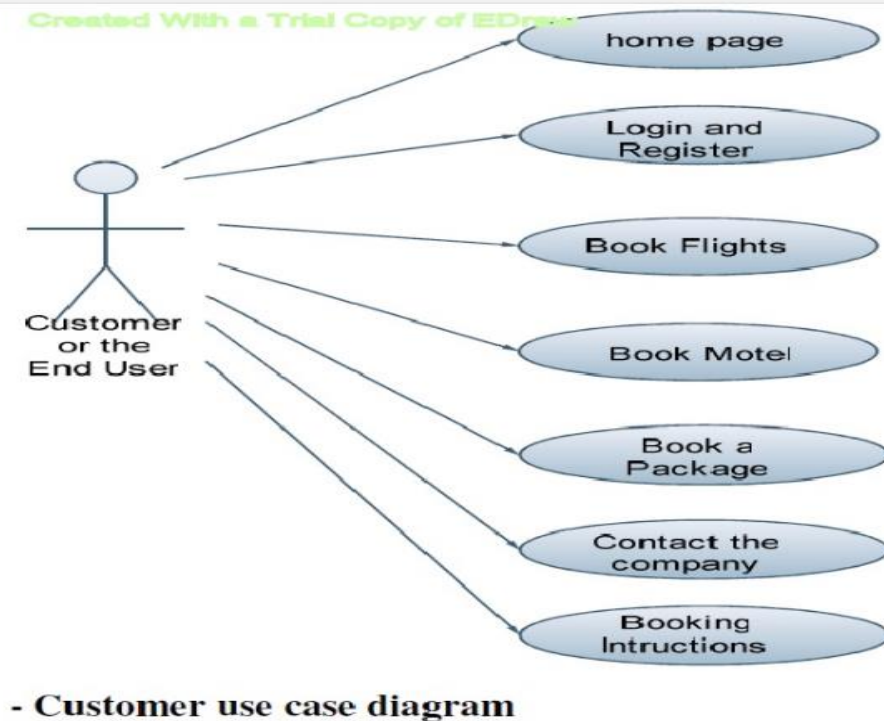 Created With a Trial Copy of EDraw
home page
Login and
Register
Book Flights
Book Motel
Customer
or the
End User
Book a
Package
Contact the
company
Booking
Intructions
- Customer use case diagram